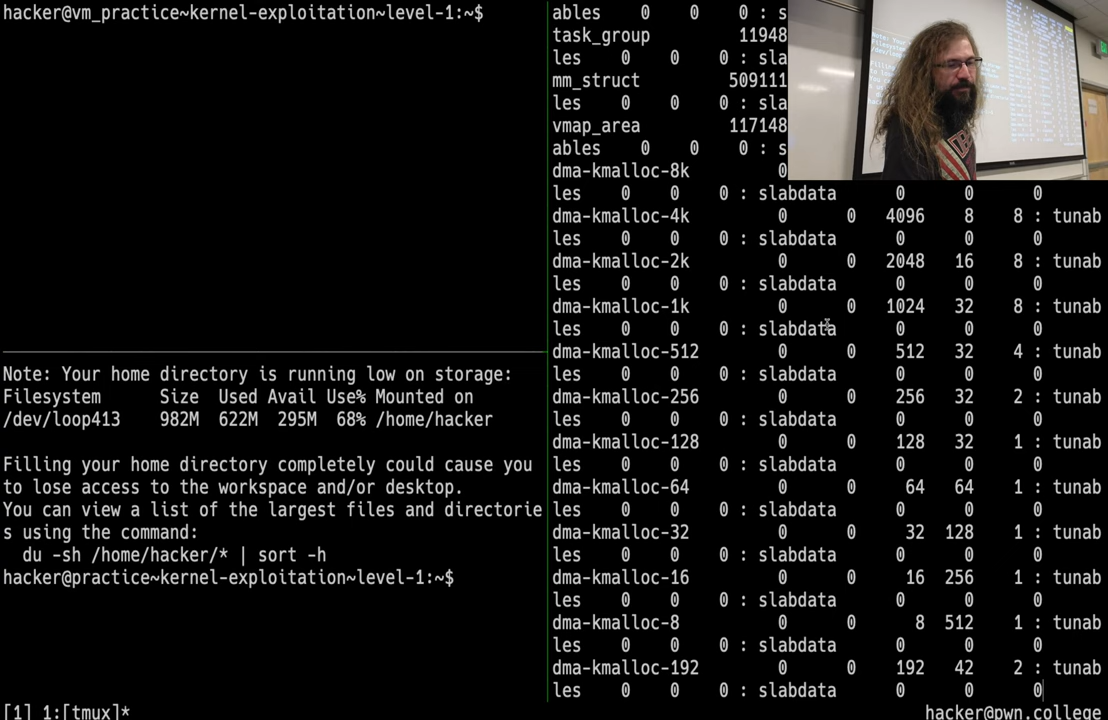 hacker@vm_practice~kernel-exploitation~level-1:~$
Note: Your home directory is running low on storage:
Filesystem      Size  Used Avail Use% Mounted on
/dev/loop413    982M  622M  295M  68% /home/hacker
Filling your home directory completely could cause you
to lose access to the workspace and/or desktop.
You can view a list of the largest files and directorie
s using the command:
  du -sh /home/hacker/* | sort -h
hacker@practice~kernel-exploitation~level-1:~$
ables    0    0    0 : s
task_group         11948
les    0    0    0 : sla
mm_struct         509111
les    0    0    0 : sla
vmap_area         117148
ables    0    0    0 : s
dma-kmalloc-8k         0
les    0    0    0 : slabdata      0      0      0
dma-kmalloc-4k         0      0   4096    8    8 : tunab
les    0    0    0 : slabdata      0      0      0
dma-kmalloc-2k         0      0   2048   16    8 : tunab
les    0    0    0 : slabdata      0      0      0
dma-kmalloc-1k         0      0   1024   32    8 : tunab
les    0    0    0 : slabdata      0      0      0
dma-kmalloc-512        0      0    512   32    4 : tunab
les    0    0    0 : slabdata      0      0      0
dma-kmalloc-256        0      0    256   32    2 : tunab
les    0    0    0 : slabdata      0      0      0
dma-kmalloc-128        0      0    128   32    1 : tunab
les    0    0    0 : slabdata      0      0      0
dma-kmalloc-64         0      0     64   64    1 : tunab
les    0    0    0 : slabdata      0      0      0
dma-kmalloc-32         0      0     32  128    1 : tunab
les    0    0    0 : slabdata      0      0      0
dma-kmalloc-16         0      0     16  256    1 : tunab
les    0    0    0 : slabdata      0      0      0
dma-kmalloc-8          0      0      8  512    1 : tunab
les    0    0    0 : slabdata      0      0      0
dma-kmalloc-192        0      0    192   42    2 : tunab
les    0    0    0 : slabdata      0      0      0
[1] 1:[tmux]*
hacker@pwn.college